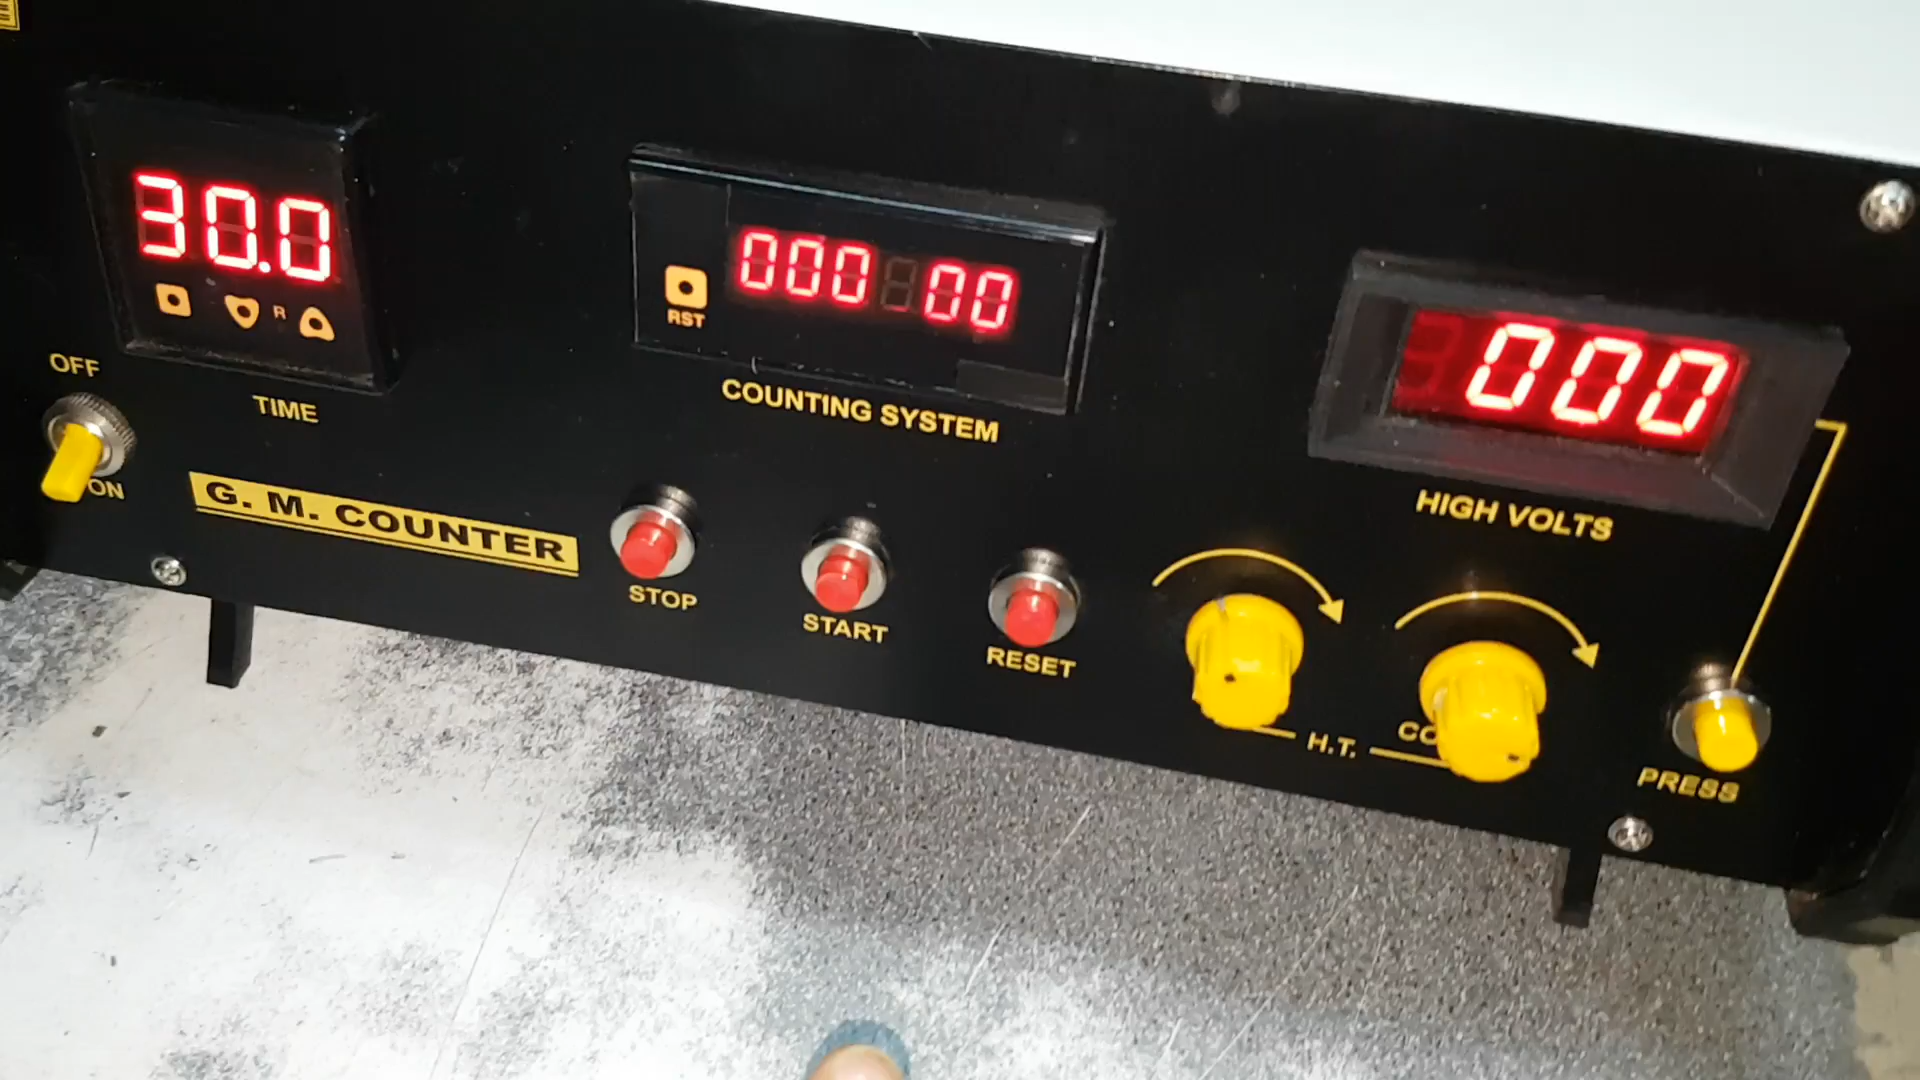 30.0
R
OFF
ON
TIME
G. M. COUNTER
000 00
RST
COUNTING SYSTEM
STOP
START
RESET
000
HIGH VOLTS
H.T.
PRESS